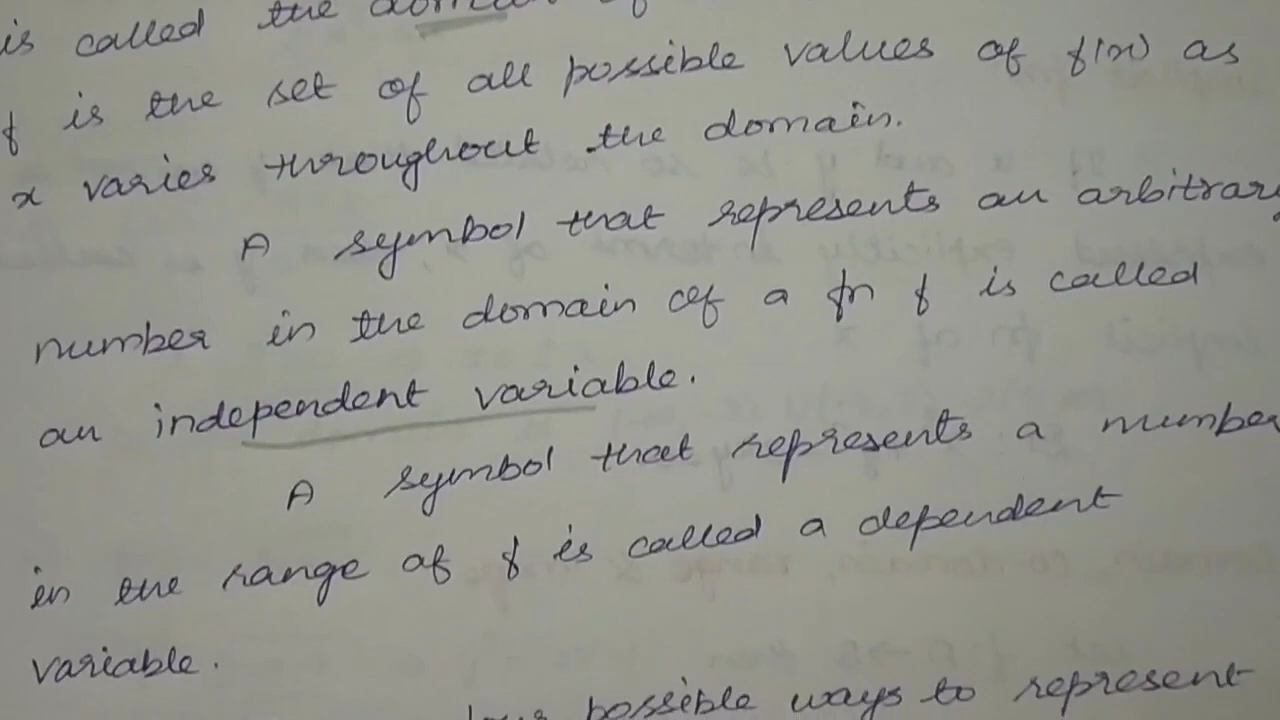 is called the domain of
f is the set of all possible values of f(x) as
x varies throughout the domain.
A symbol that represents an arbitrary
number in the domain of a fn f is called
an independent variable.
A symbol that represents a number
in the range of f is called a dependent
variable.
possible ways to represent